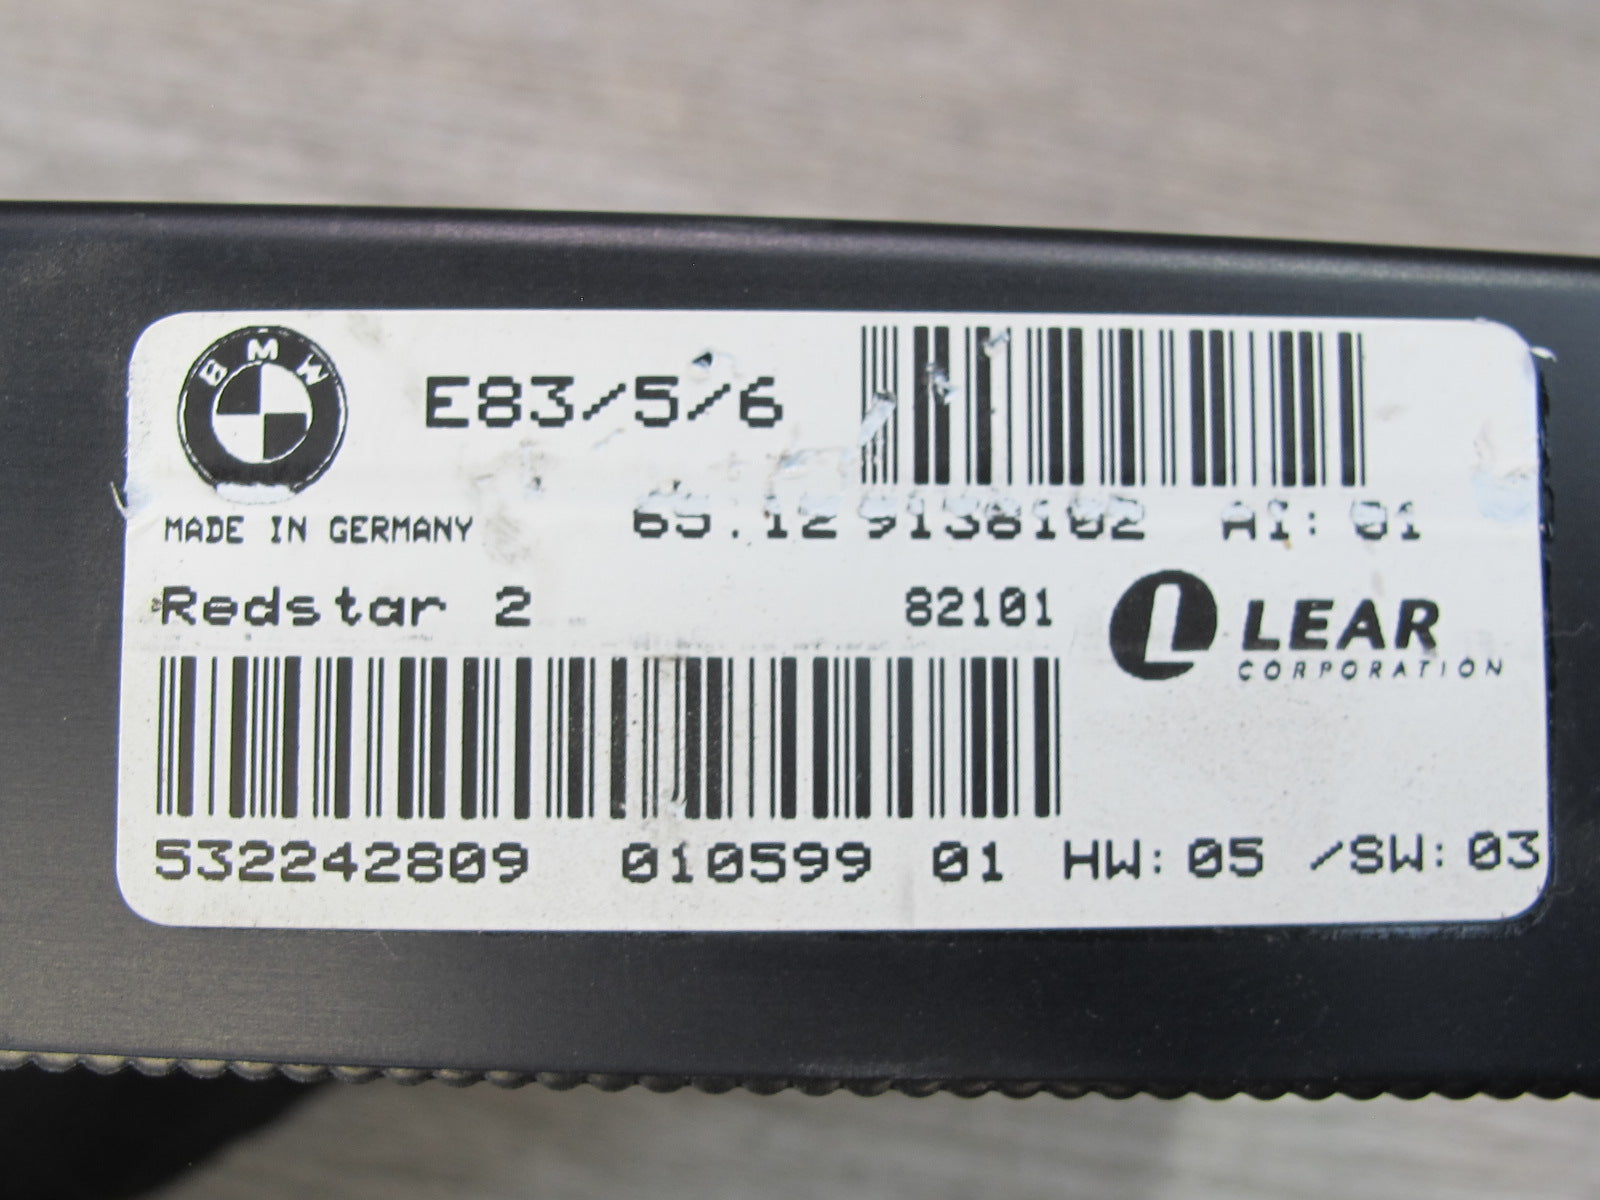 BMW
E83/5/6
MADE IN GERMANY
65.12 9138102 AI: 01
Redstar 2 82101
LEAR
CORPORATION
532242809 010599 01 HW: 05 /SW: 03